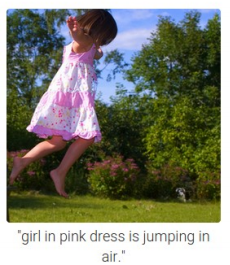 "girl in pink dress is jumping in
air."